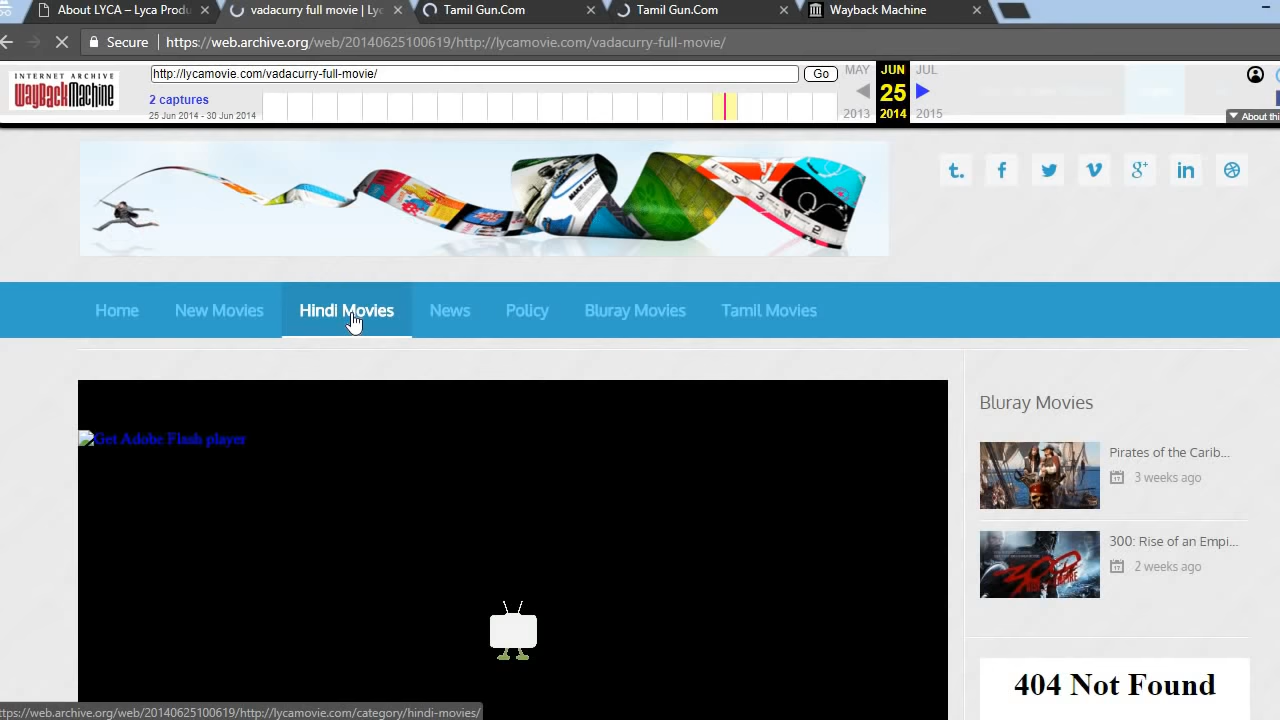 About LYCA – Lyca Produ
vadacurry full movie | Lyc
Tamil Gun.Com
Tamil Gun.Com
Wayback Machine
Secure
https://web.archive.org/web/20140625100619/http://lycamovie.com/vadacurry-full-movie/
INTERNET ARCHIVE
WayBackMachine
http://lycamovie.com/vadacurry-full-movie/
Go
MAY
JUN
JUL
2 captures
25
25 Jun 2014 - 30 Jun 2014
2013
2014
2015
About thi
Home
New Movies
Hindi Movies
News
Policy
Bluray Movies
Tamil Movies
Get Adobe Flash player
Bluray Movies
Pirates of the Carib...
3 weeks ago
300: Rise of an Empi...
2 weeks ago
404 Not Found
ttps://web.archive.org/web/20140625100619/http://lycamovie.com/category/hindi-movies/